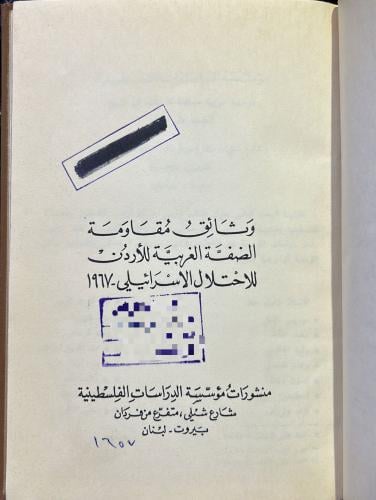 وثائق مقاومة
الضفة الغربية للأردن
للاحتلال الاسرائيلي - ١٩٦٧
منشورات مؤسسة الدراسات الفلسطينية
شارع شبلي، متفرع من فردان
بيروت - لبنان
١٦٥٧